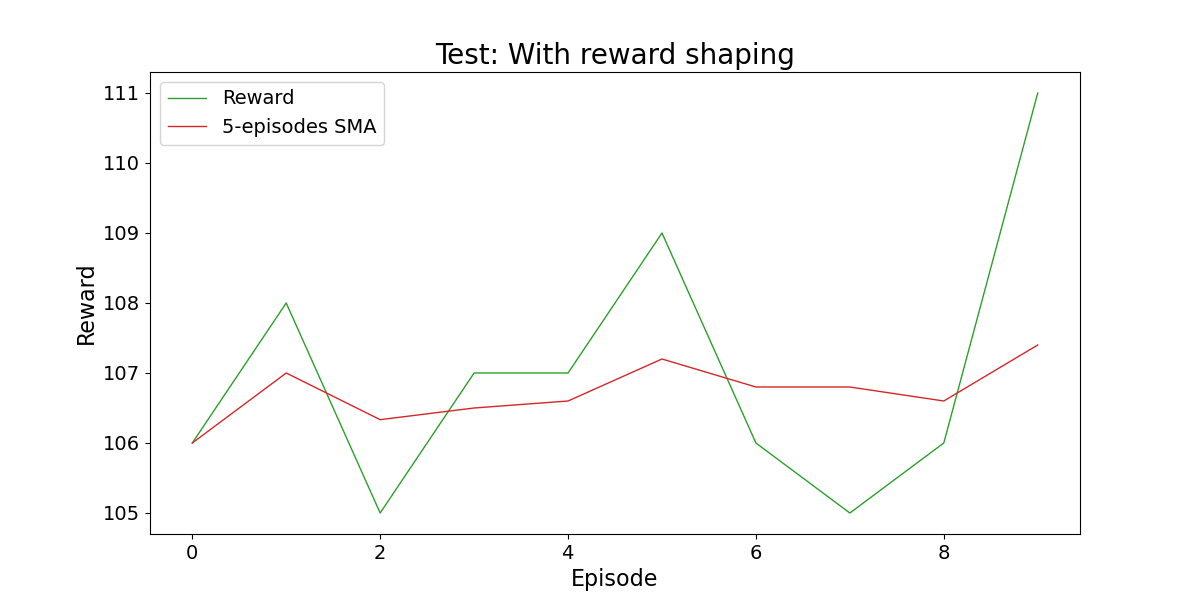 Test: With reward shaping
Reward
5-episodes SMA
111
110
109
108
107
106
105
Reward
0 2 4 6 8
Episode